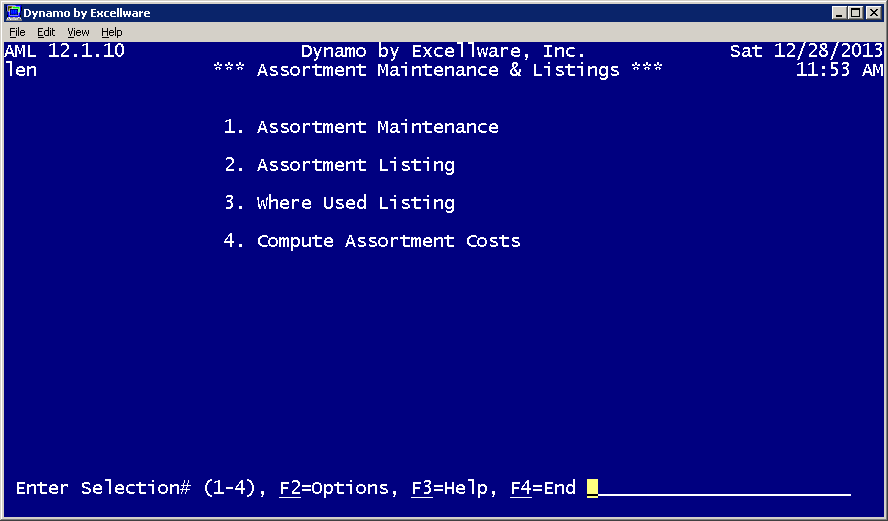 Dynamo by Excellware
File Edit View Help
AML 12.1.10 Dynamo by Excellware, Inc. Sat 12/28/2013
len *** Assortment Maintenance & Listings *** 11:53 AM
1. Assortment Maintenance
2. Assortment Listing
3. Where Used Listing
4. Compute Assortment Costs
Enter Selection# (1-4), F2=Options, F3=Help, F4=End